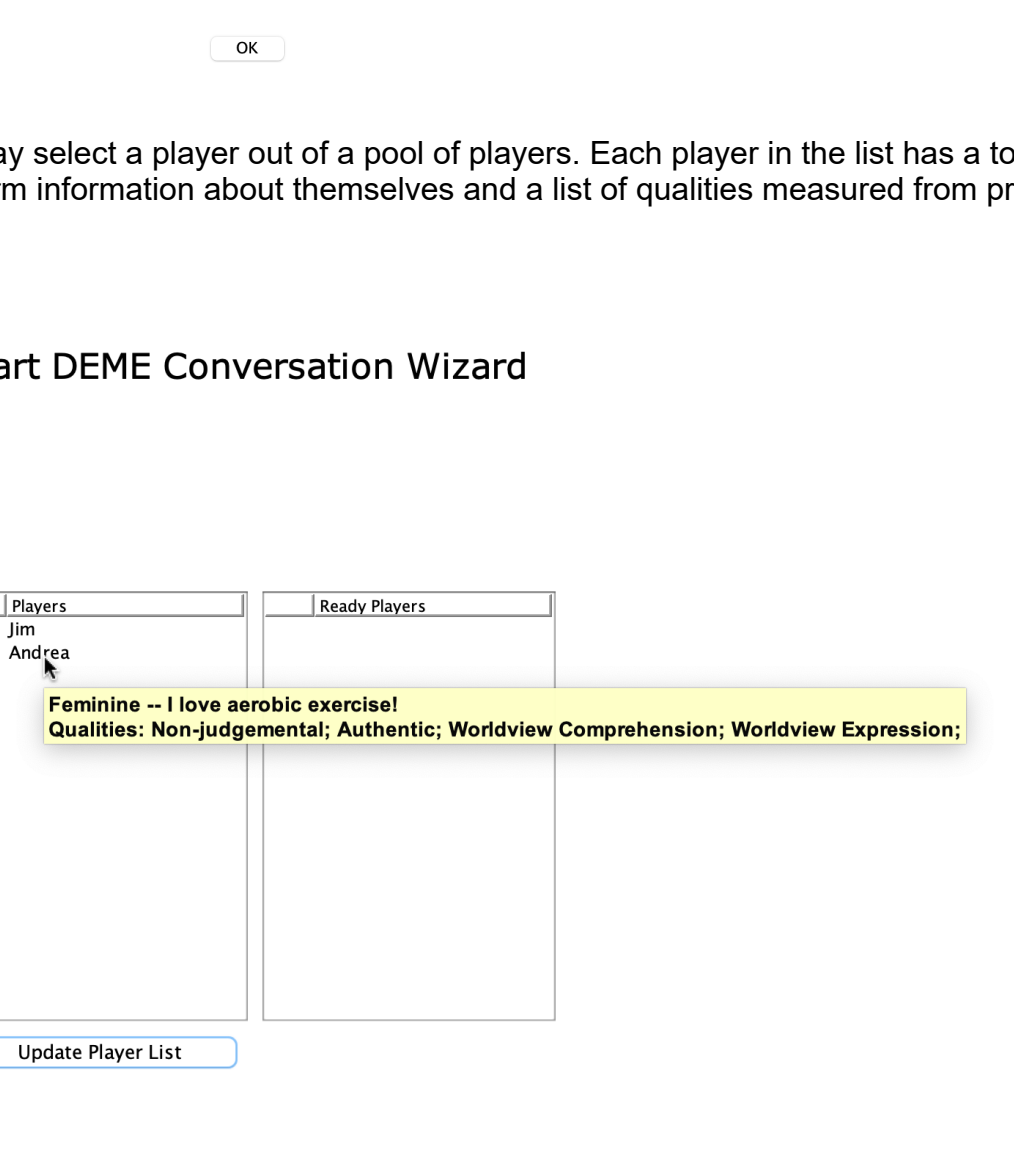 OK
ay select a player out of a pool of players. Each player in the list has a to
rm information about themselves and a list of qualities measured from pr
art DEME Conversation Wizard
Players
Ready Players
Jim
Andrea
Feminine -- I love aerobic exercise!
Qualities: Non-judgemental; Authentic; Worldview Comprehension; Worldview Expression;
Update Player List